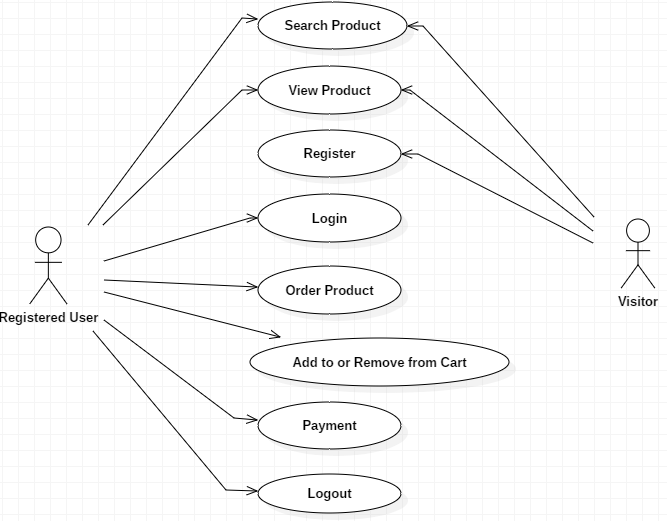 Search Product
View Product
Register
Login
Order Product
Add to or Remove from Cart
Payment
Logout
Registered User
Visitor